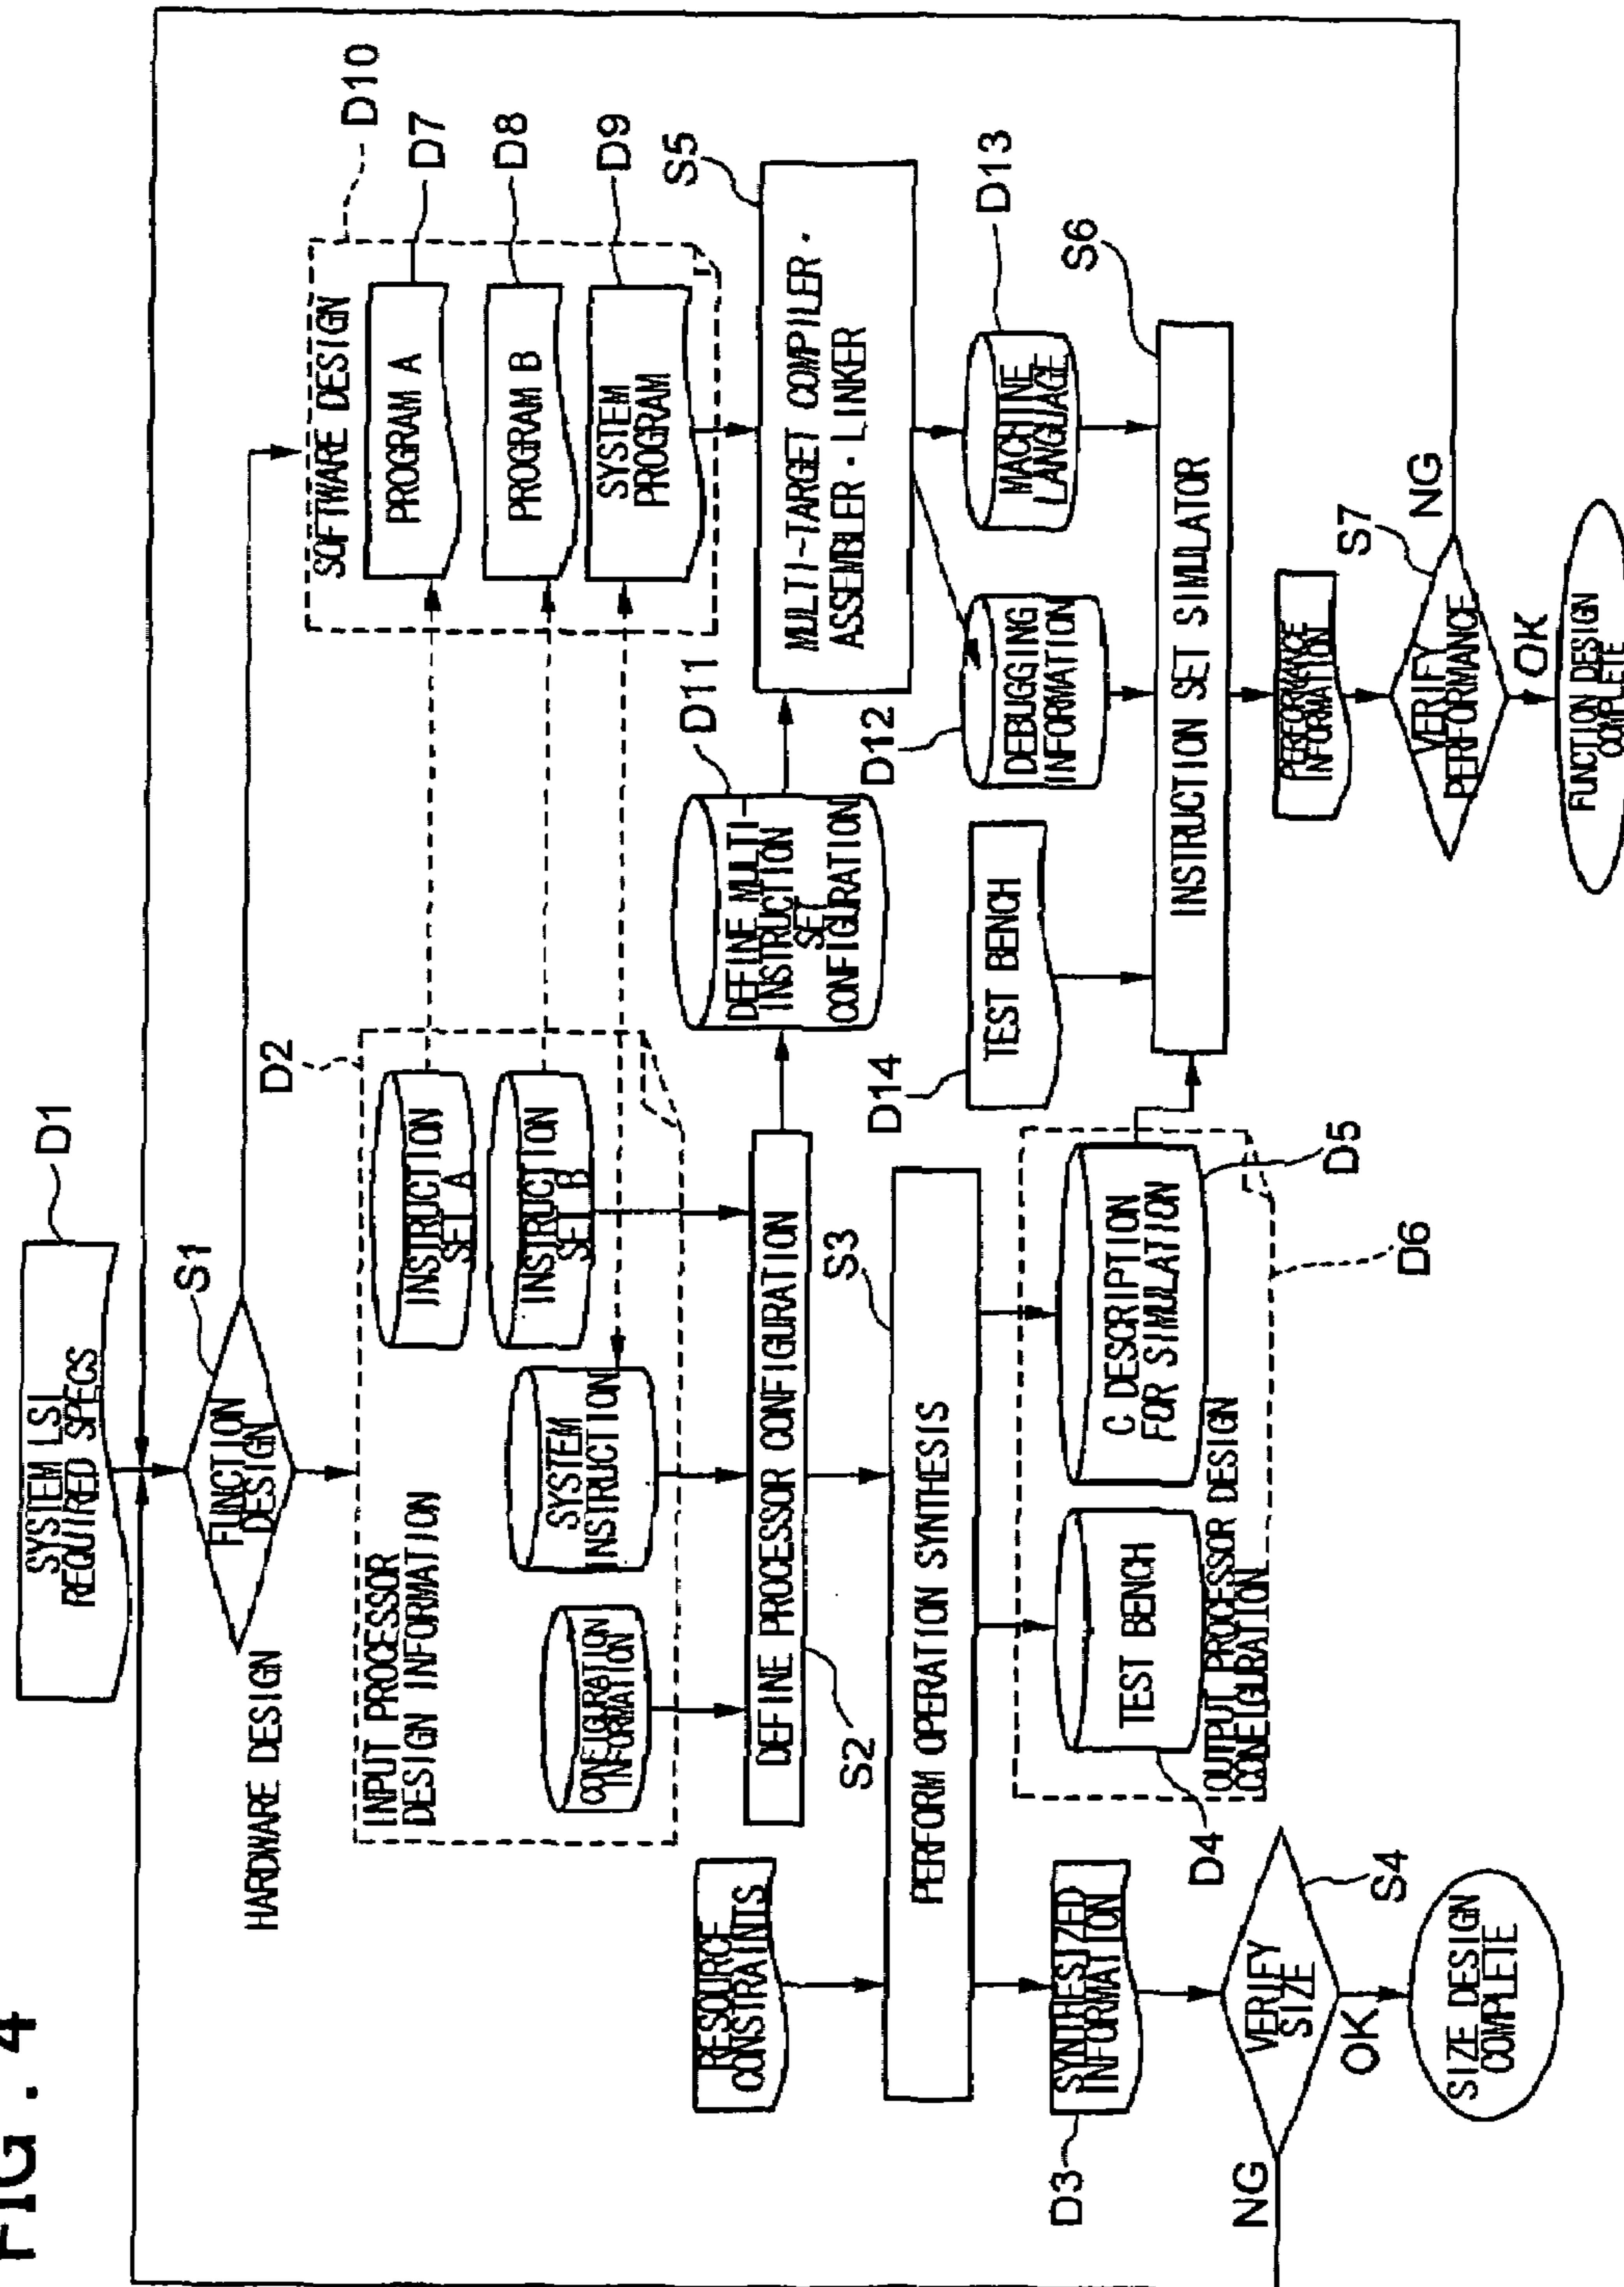 FIG. 4
SYSTEM LSI
REQUIRED SPECS
D1
S1
FUNCTION
DESIGN
HARDWARE DESIGN
D2
INPUT PROCESSOR
DESIGN INFORMATION
INSTRUCTION
SET A
INSTRUCTION
SET B
SYSTEM
INSTRUCTION
CONFIGURATION
INFORMATION
SOFTWARE DESIGN
D10
PROGRAM A
D7
PROGRAM B
D8
SYSTEM
PROGRAM
D9
RESOURCE
CONSTRAINTS
DEFINE PROCESSOR CONFIGURATION
S2
D11
DEFINE MULTI-
INSTRUCTION
SET
CONFIGURATION
S5
MULTI-TARGET COMPILER ·
ASSEMBLER · LINKER
PERFORM OPERATION SYNTHESIS
S3
D12
DEBUGGING
INFORMATION
MACHINE
LANGUAGE
D13
D14
TEST BENCH
D3
SYNTHESIZED
INFORMATION
TEST BENCH
D4
C DESCRIPTION
FOR SIMULATION
D5
OUTPUT PROCESSOR DESIGN
CONFIGURATION
D6
INSTRUCTION SET SIMULATOR
S6
PERFORMANCE
INFORMATION
VERIFY
SIZE
S4
NG
OK
SIZE DESIGN
COMPLETE
VERIFY
PERFORMANCE
S7
NG
OK
FUNCTION DESIGN
COMPLETE